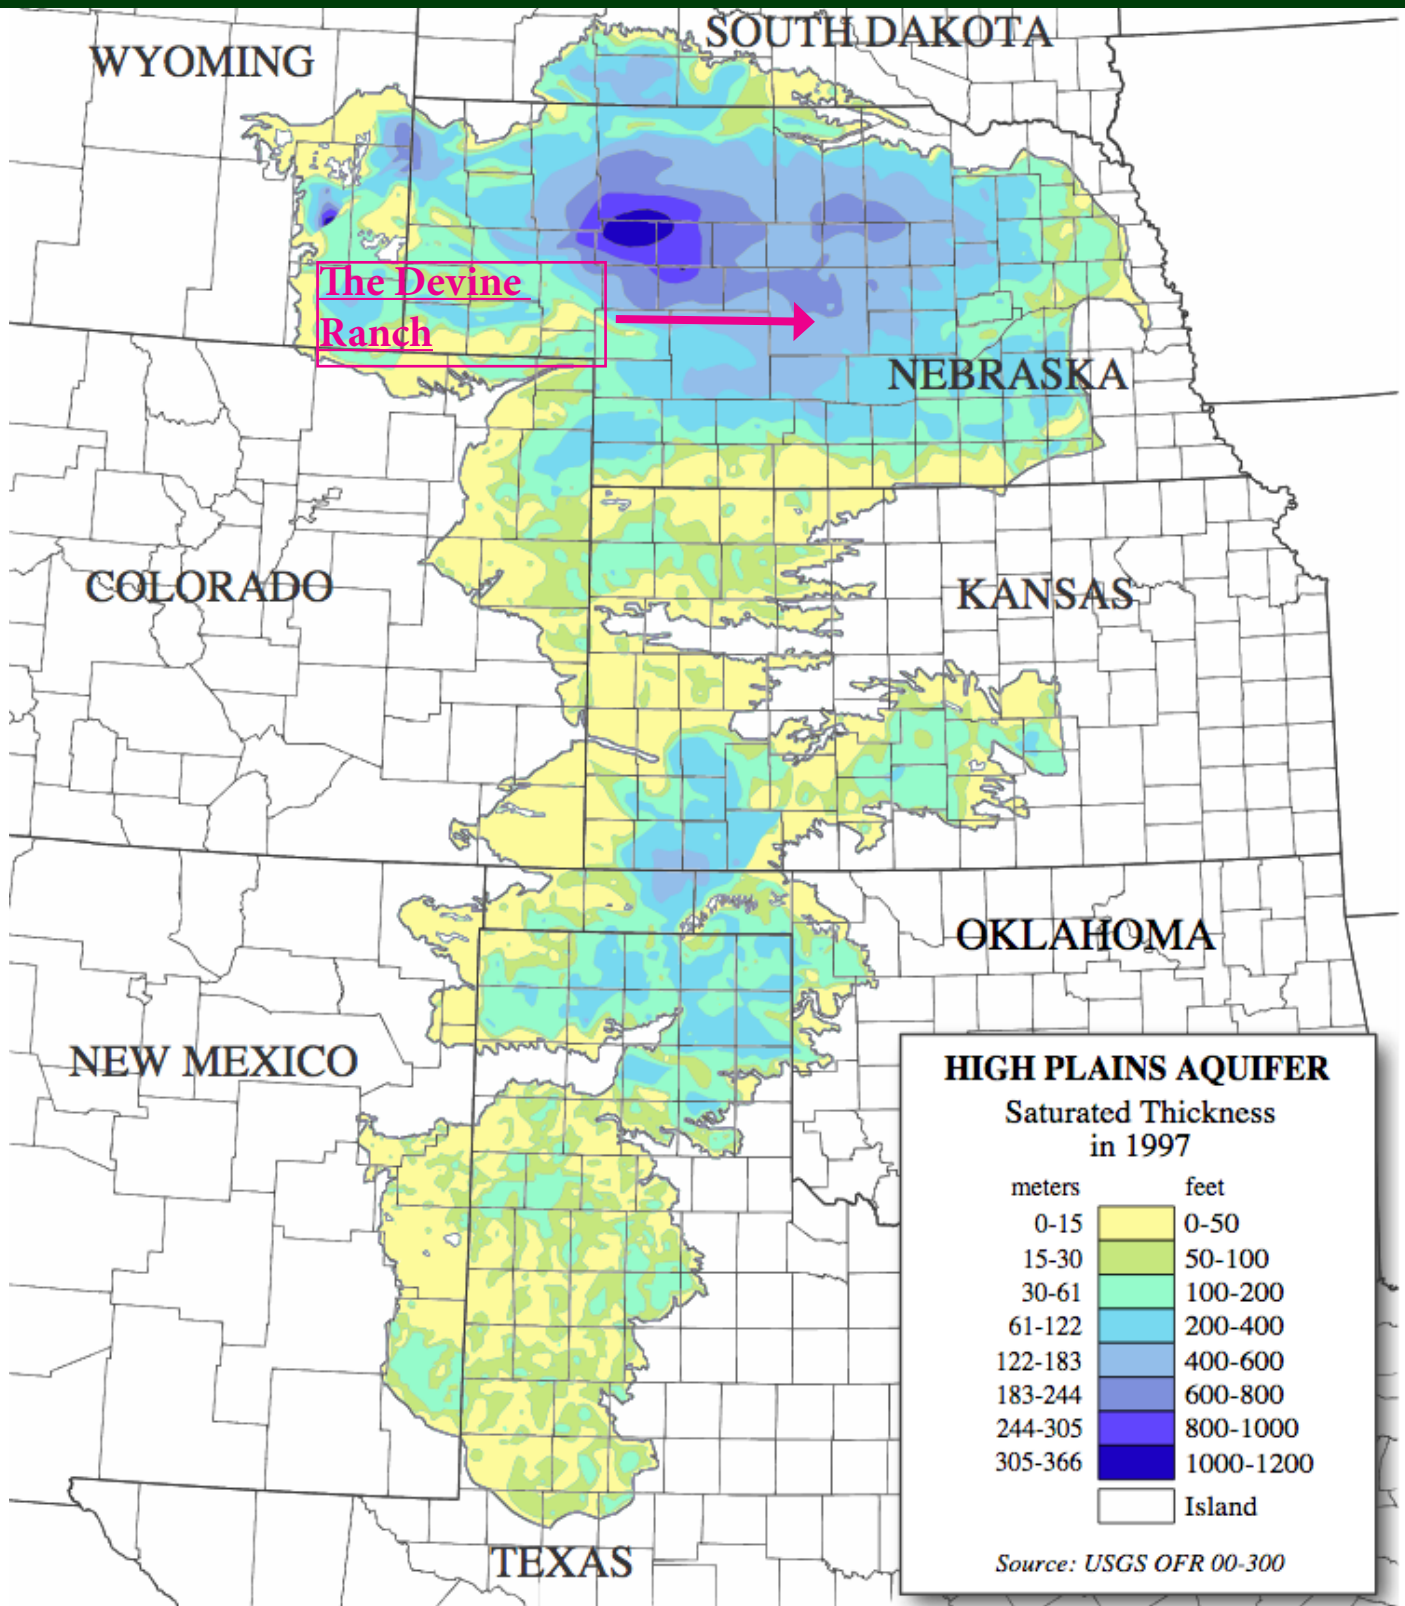 SOUTH DAKOTA
WYOMING
The Devine
Ranch
NEBRASKA
COLORADO
KANSAS
OKLAHOMA
NEW MEXICO
TEXAS
HIGH PLAINS AQUIFER
Saturated Thickness
in 1997
meters feet
0-15 0-50
15-30 50-100
30-61 100-200
61-122 200-400
122-183 400-600
183-244 600-800
244-305 800-1000
305-366 1000-1200
Island
Source: USGS OFR 00-300